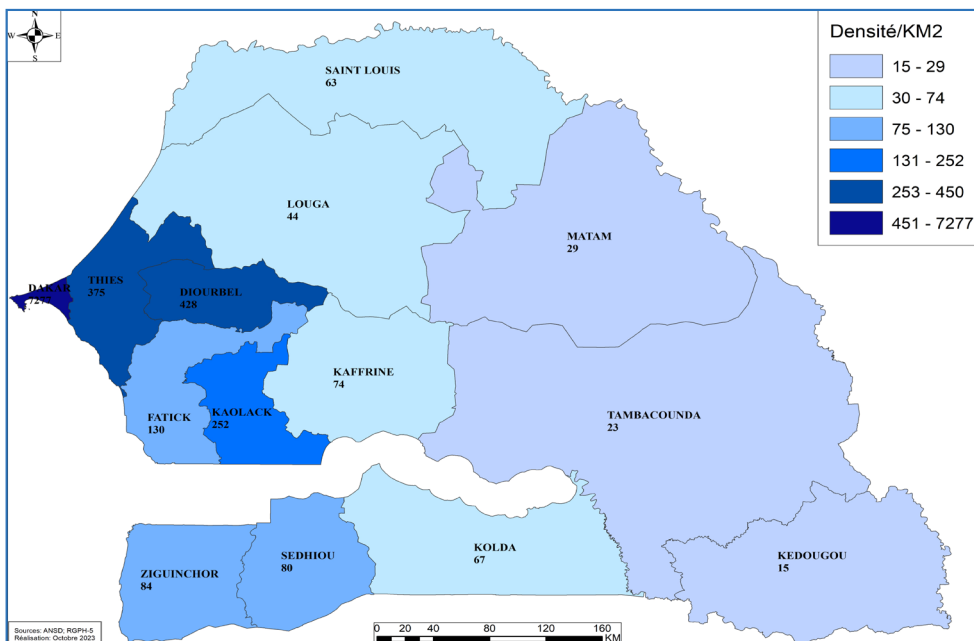 N
W E
S
Densité/KM2
15 - 29
30 - 74
75 - 130
131 - 252
253 - 450
451 - 7277
SAINT LOUIS
63
LOUGA
44
MATAM
29
DAKAR
7277
THIES
375
DIOURBEL
428
KAFFRINE
74
FATICK
130
KAOLACK
252
TAMBACOUNDA
23
ZIGUINCHOR
84
SEDHIOU
80
KOLDA
67
KEDOUGOU
15
Sources: ANSD; RGPH-5
Réalisation: Octobre 2023
0 20 40 80 120 160
KM